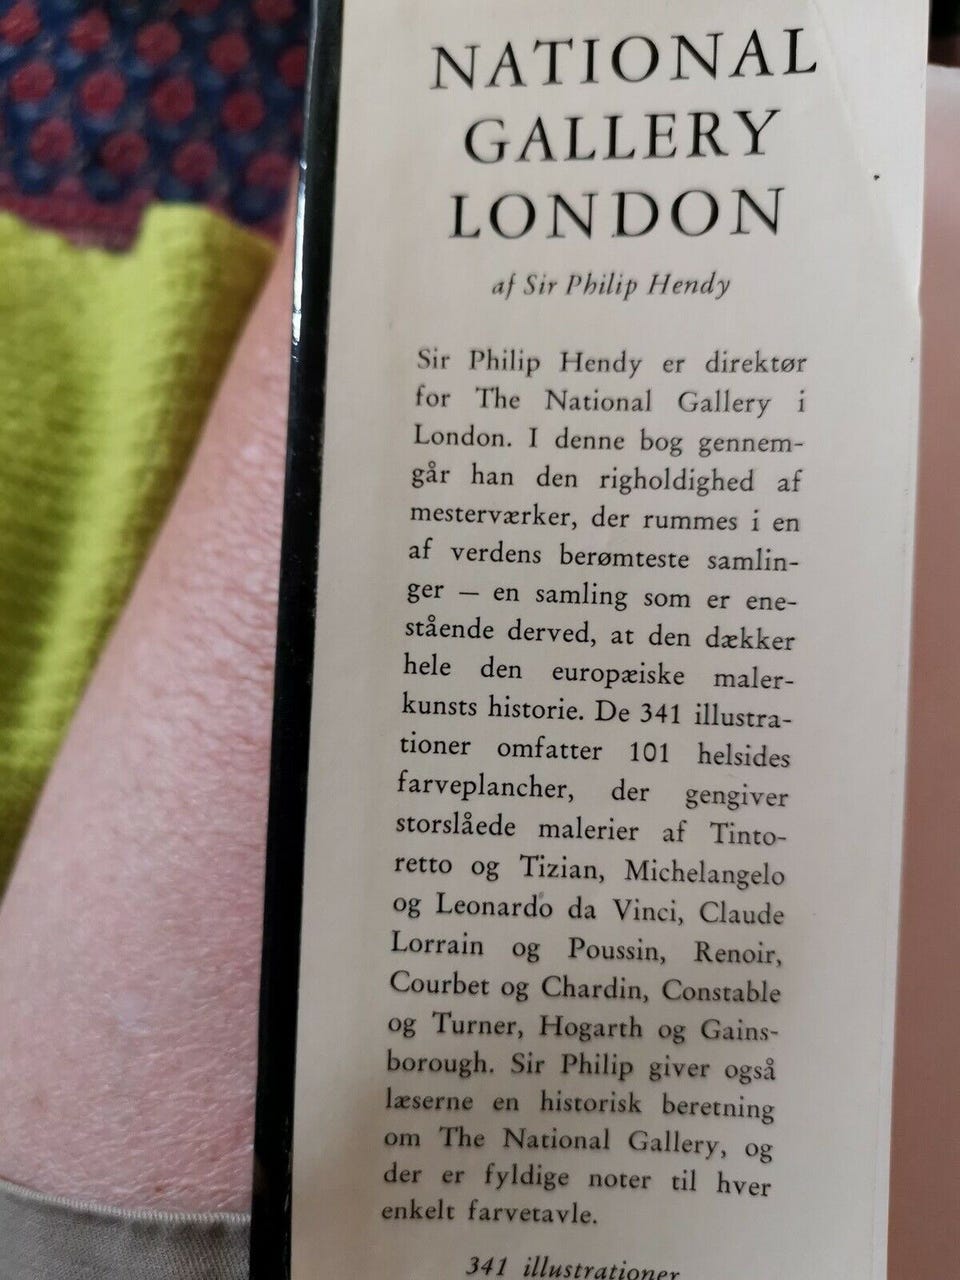 NATIONAL
GALLERY
LONDON
af Sir Philip Hendy
Sir Philip Hendy er direktør
for The National Gallery i
London. I denne bog gennem-
går han den righoldighed af
mesterværker, der rummes i en
af verdens berømteste samlin-
ger — en samling som er ene-
stående derved, at den dækker
hele den europæiske maler-
kunsts historie. De 341 illustra-
tioner omfatter 101 helsides
farveplancher, der gengiver
storslåede malerier af Tinto-
retto og Tizian, Michelangelo
og Leonardo da Vinci, Claude
Lorrain og Poussin, Renoir,
Courbet og Chardin, Constable
og Turner, Hogarth og Gains-
borough. Sir Philip giver også
læserne en historisk beretning
om The National Gallery, og
der er fyldige noter til hver
enkelt farvetavle.
341 illustrationer